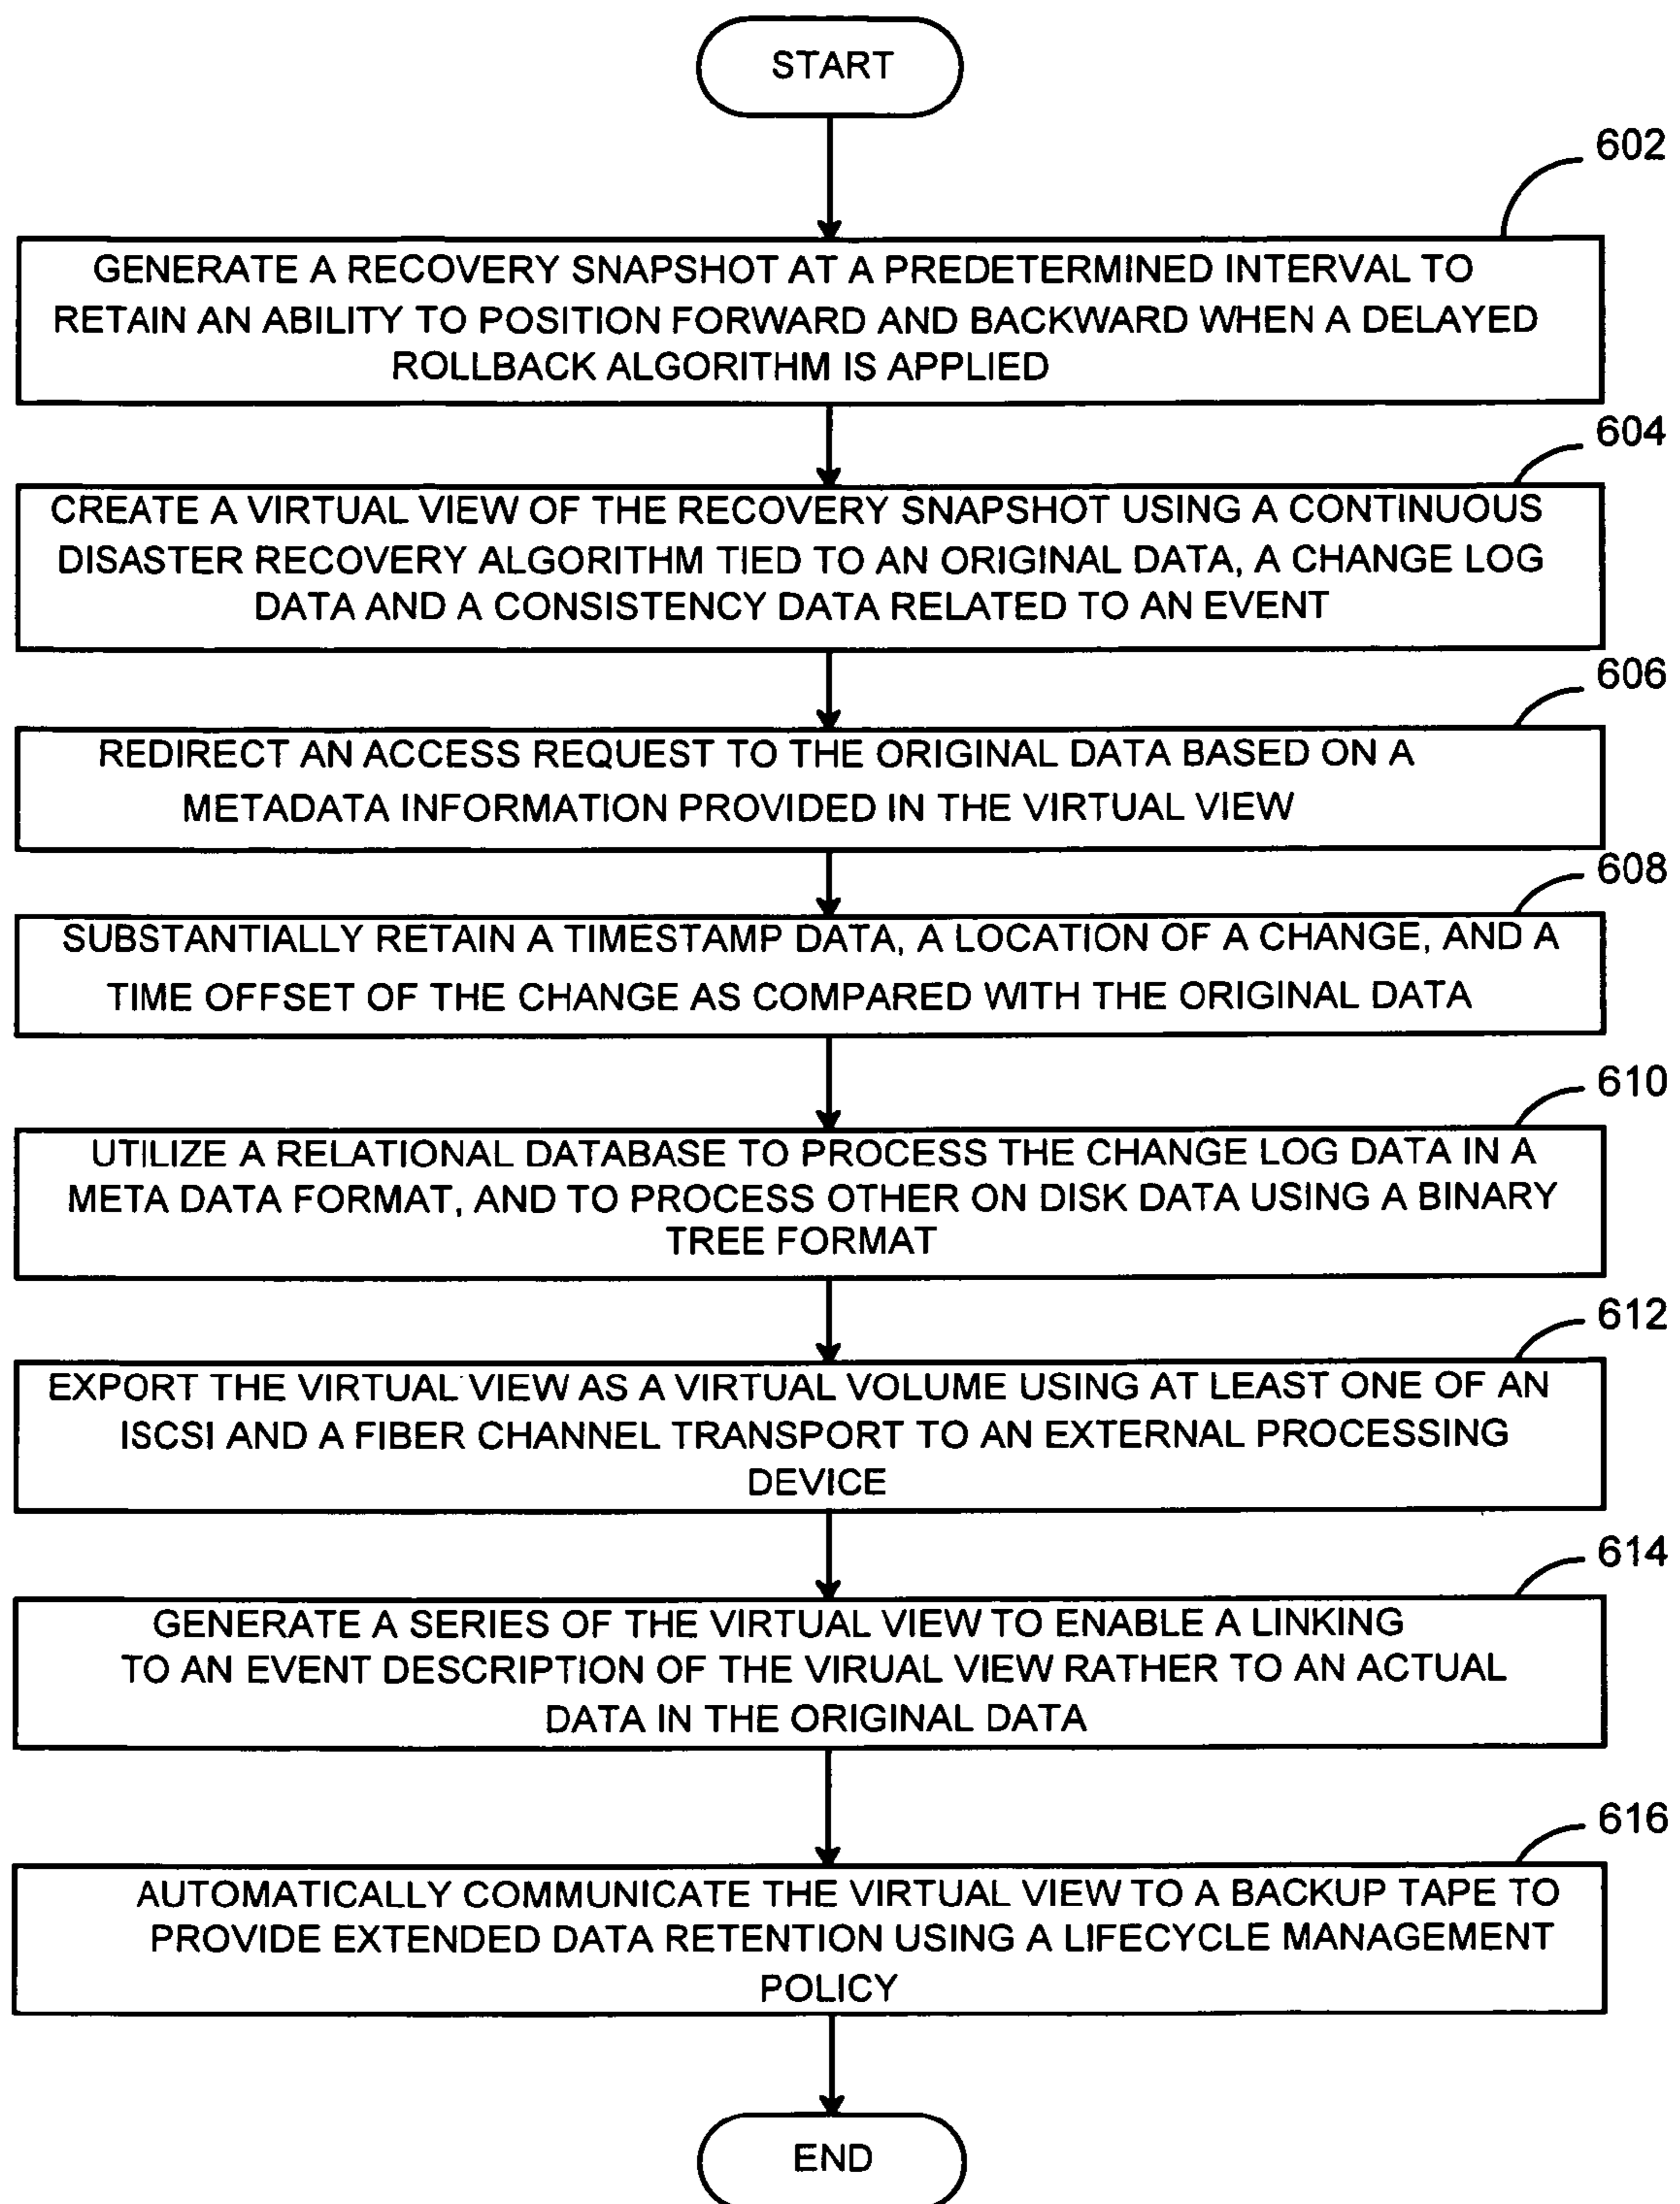 START
602
GENERATE A RECOVERY SNAPSHOT AT A PREDETERMINED INTERVAL TO
RETAIN AN ABILITY TO POSITION FORWARD AND BACKWARD WHEN A DELAYED
ROLLBACK ALGORITHM IS APPLIED
604
CREATE A VIRTUAL VIEW OF THE RECOVERY SNAPSHOT USING A CONTINUOUS
DISASTER RECOVERY ALGORITHM TIED TO AN ORIGINAL DATA, A CHANGE LOG
DATA AND A CONSISTENCY DATA RELATED TO AN EVENT
606
REDIRECT AN ACCESS REQUEST TO THE ORIGINAL DATA BASED ON A
METADATA INFORMATION PROVIDED IN THE VIRTUAL VIEW
608
SUBSTANTIALLY RETAIN A TIMESTAMP DATA, A LOCATION OF A CHANGE, AND A
TIME OFFSET OF THE CHANGE AS COMPARED WITH THE ORIGINAL DATA
610
UTILIZE A RELATIONAL DATABASE TO PROCESS THE CHANGE LOG DATA IN A
META DATA FORMAT, AND TO PROCESS OTHER ON DISK DATA USING A BINARY
TREE FORMAT
612
EXPORT THE VIRTUAL VIEW AS A VIRTUAL VOLUME USING AT LEAST ONE OF AN
ISCSI AND A FIBER CHANNEL TRANSPORT TO AN EXTERNAL PROCESSING
DEVICE
614
GENERATE A SERIES OF THE VIRTUAL VIEW TO ENABLE A LINKING
TO AN EVENT DESCRIPTION OF THE VIRUAL VIEW RATHER TO AN ACTUAL
DATA IN THE ORIGINAL DATA
616
AUTOMATICALLY COMMUNICATE THE VIRTUAL VIEW TO A BACKUP TAPE TO
PROVIDE EXTENDED DATA RETENTION USING A LIFECYCLE MANAGEMENT
POLICY
END